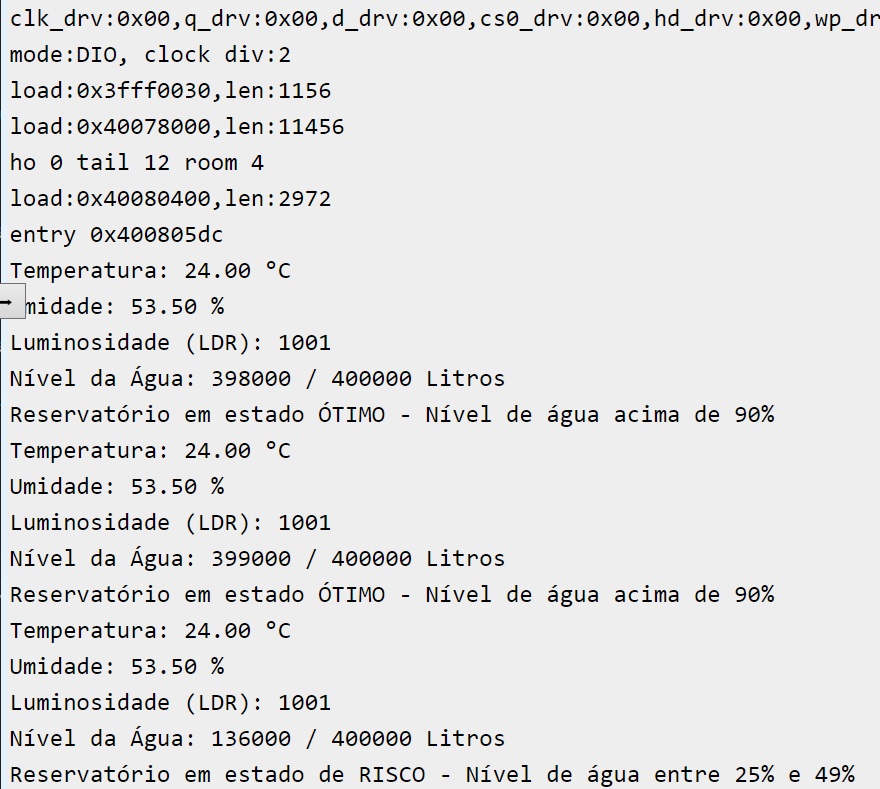 clk_drv:0x00,q_drv:0x00,d_drv:0x00,cs0_drv:0x00,hd_drv:0x00,wp_dr
mode:DIO, clock div:2
load:0x3fff0030,len:1156
load:0x40078000,len:11456
ho 0 tail 12 room 4
load:0x40080400,len:2972
entry 0x400805dc
Temperatura: 24.00 °C
midade: 53.50 %
Luminosidade (LDR): 1001
Nível da Água: 398000 / 400000 Litros
Reservatório em estado ÓTIMO - Nível de água acima de 90%
Temperatura: 24.00 °C
Umidade: 53.50 %
Luminosidade (LDR): 1001
Nível da Água: 399000 / 400000 Litros
Reservatório em estado ÓTIMO - Nível de água acima de 90%
Temperatura: 24.00 °C
Umidade: 53.50 %
Luminosidade (LDR): 1001
Nível da Água: 136000 / 400000 Litros
Reservatório em estado de RISCO - Nível de água entre 25% e 49%